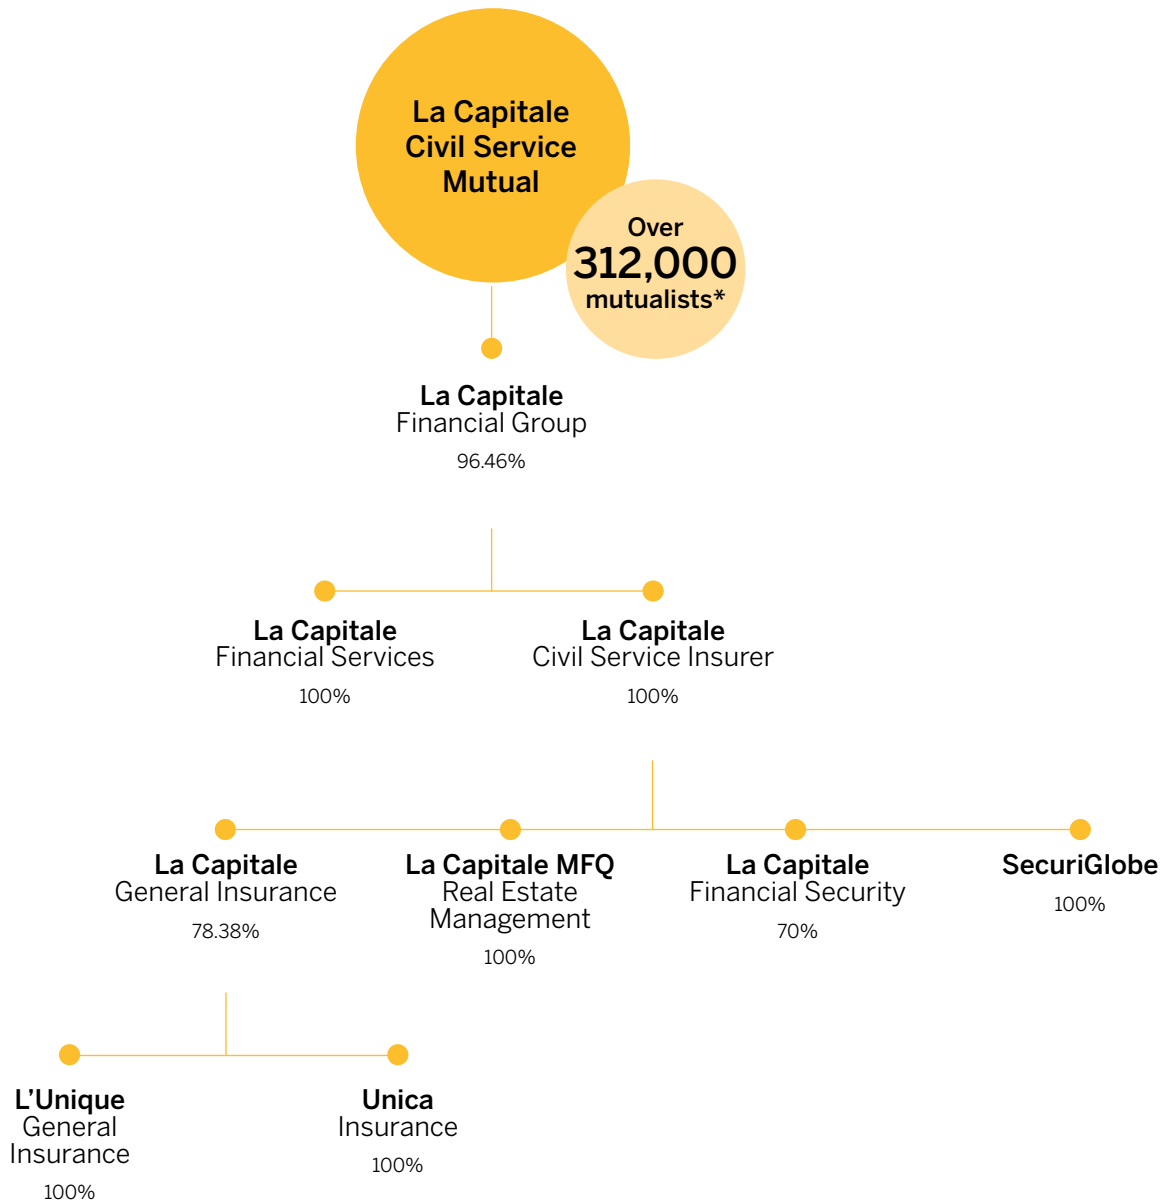 La Capitale
Civil Service
Mutual
Over
312,000
mutualists*
La Capitale
Financial Group
96.46%
La Capitale
Financial Services
100%
La Capitale
Civil Service Insurer
100%
La Capitale
General Insurance
78.38%
La Capitale MFQ
Real Estate
Management
100%
La Capitale
Financial Security
70%
SecuriGlobe
100%
L’Unique
General
Insurance
100%
Unica
Insurance
100%